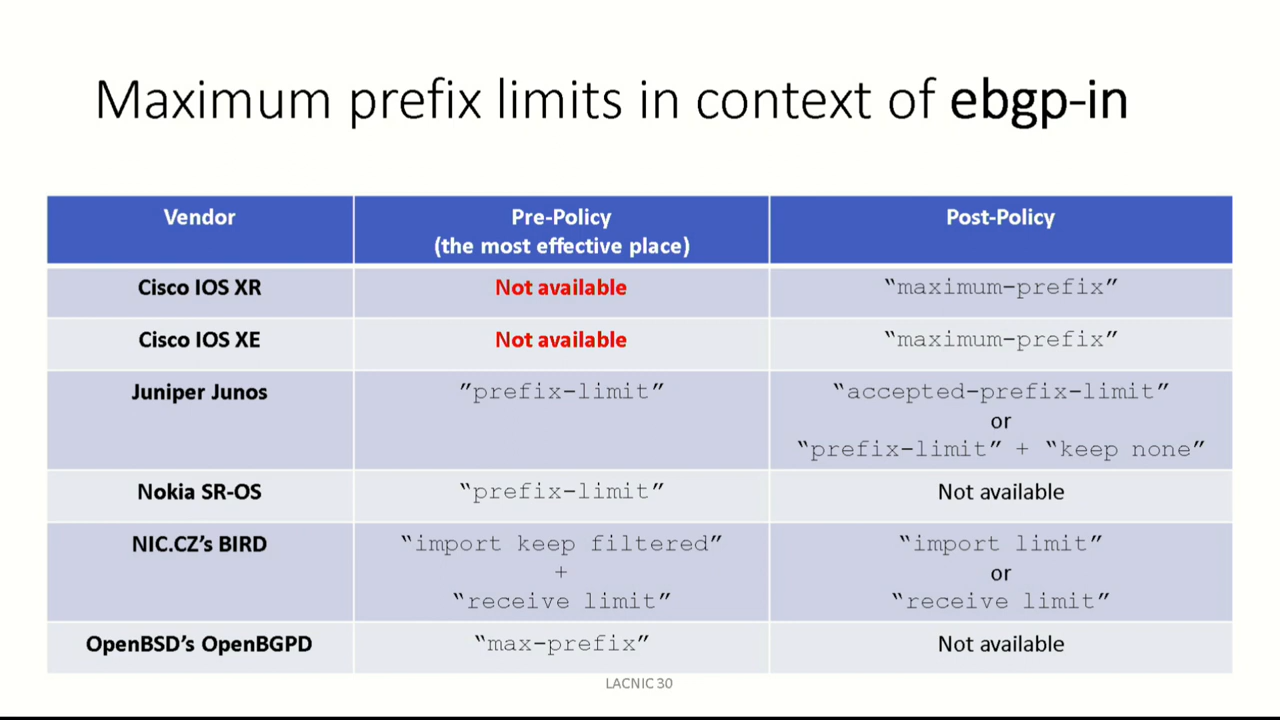 Maximum prefix limits in context of ebgp-in
Vendor
Pre-Policy
(the most effective place)
Post-Policy
Cisco IOS XR
Not available
“maximum-prefix”
Cisco IOS XE
Not available
“maximum-prefix”
Juniper Junos
”prefix-limit”
“accepted-prefix-limit”
or
“prefix-limit” + “keep none”
Nokia SR-OS
“prefix-limit”
Not available
NIC.CZ’s BIRD
“import keep filtered”
+
“receive limit”
“import limit”
or
“receive limit”
OpenBSD’s OpenBGPD
“max-prefix”
Not available
LACNIC 30